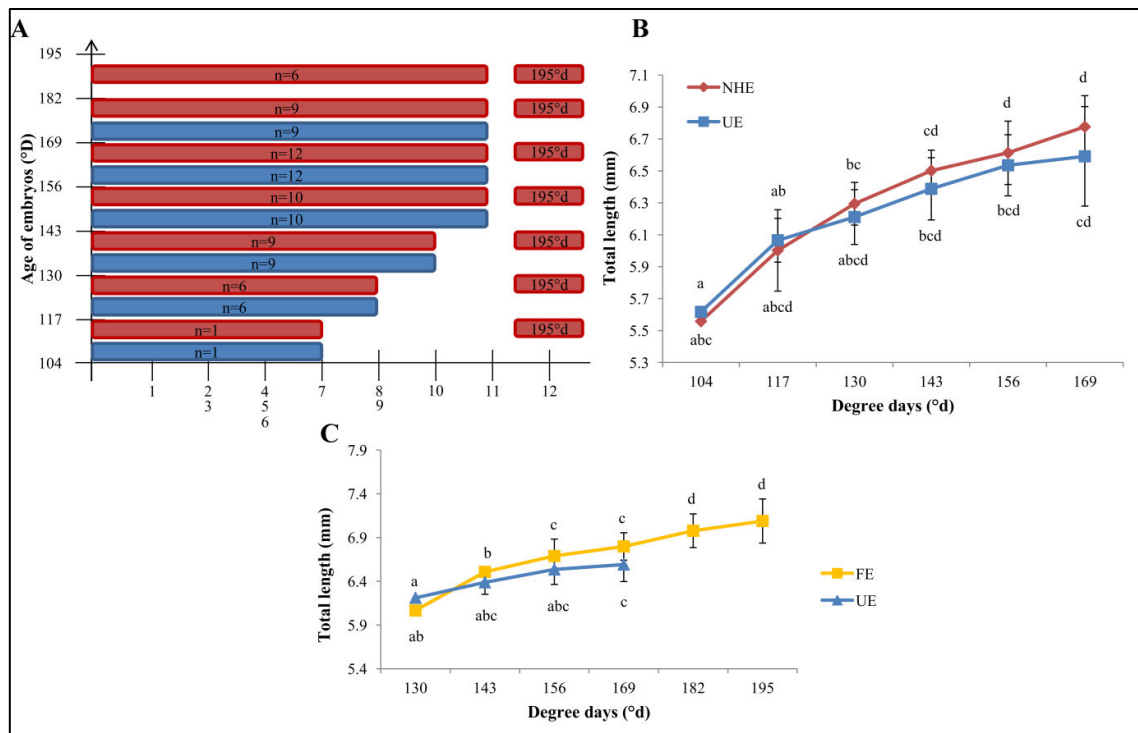 A
195
n=6
195°d
182
n=9
195°d
n=9
169
n=12
195°d
156
n=12
n=10
195°d
143
n=10
n=9
195°d
130
n=9
n=6
195°d
117
n=6
n=1
195°d
104
n=1
Age of embryos (°D)
1 2 4 7 8 10 11 12
3 5 9
6
B
7.1
6.9
6.7
6.5
6.3
6.1
5.9
5.7
5.5
5.3
Total length (mm)
NHE
UE
a ab bc cd d d
abc abcd abcd bcd bcd cd
104 117 130 143 156 169
Degree days (°d)
C
7.9
7.4
6.9
6.4
5.9
5.4
Total length (mm)
a b c c d d
ab abc abc c
FE
UE
130 143 156 169 182 195
Degree days (°d)